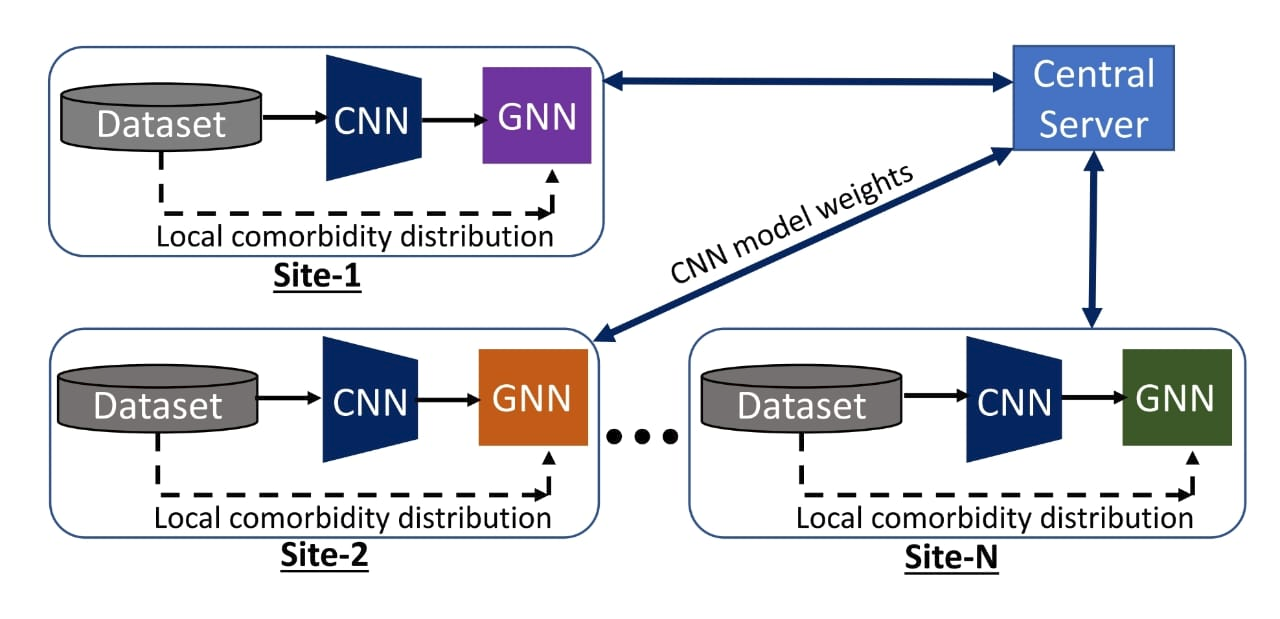 Dataset
CNN
GNN
Local comorbidity distribution
Site-1
Central
Server
CNN model weights
Dataset
CNN
GNN
Local comorbidity distribution
Site-2
Dataset
CNN
GNN
Local comorbidity distribution
Site-N